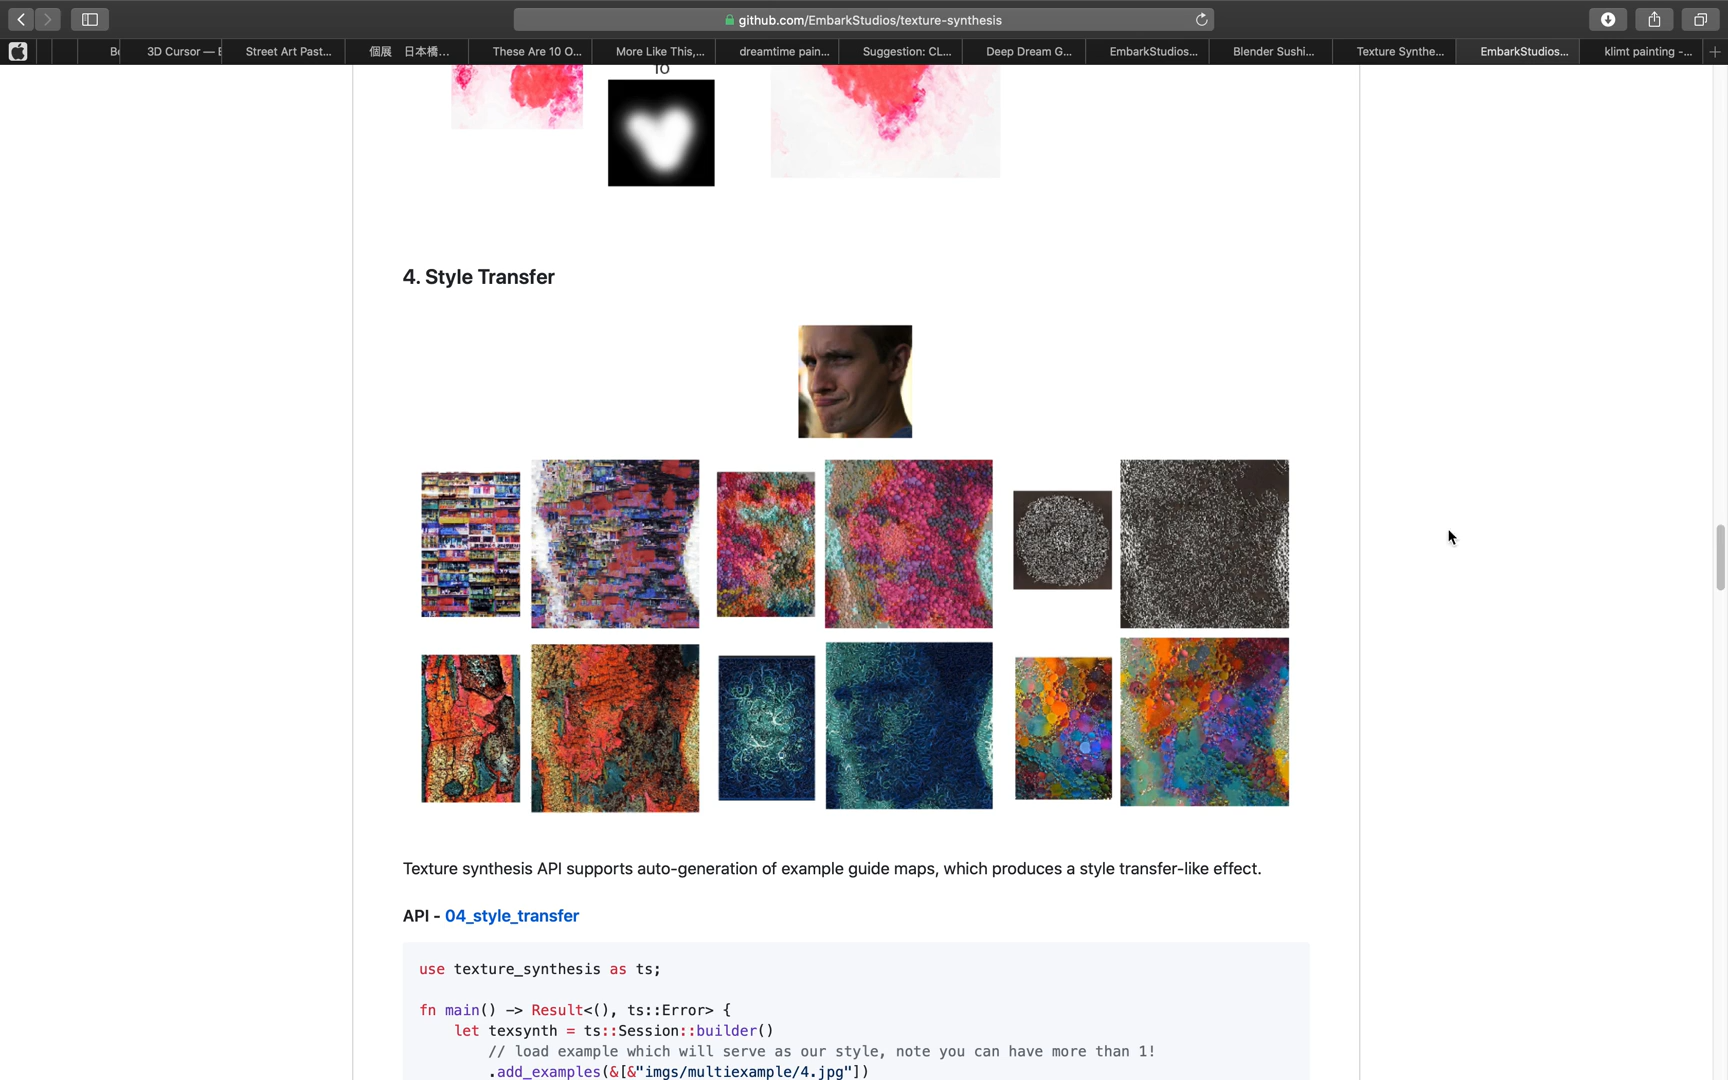 github.com/EmbarkStudios/texture-synthesis
3D Cursor — E
Street Art Past...
個展 日本橋...
These Are 10 O...
More Like This,...
dreamtime pain...
Suggestion: CL...
Deep Dream G...
EmbarkStudios...
Blender Sushi...
Texture Synthe...
EmbarkStudios...
klimt painting -...
4. Style Transfer
Texture synthesis API supports auto-generation of example guide maps, which produces a style transfer-like effect.
API - 04_style_transfer
use texture_synthesis as ts;
fn main() -> Result<(), ts::Error> {
let texsynth = ts::Session::builder()
// load example which will serve as our style, note you can have more than 1!
.add_examples(&[&"imgs/multiexample/4.jpg"])